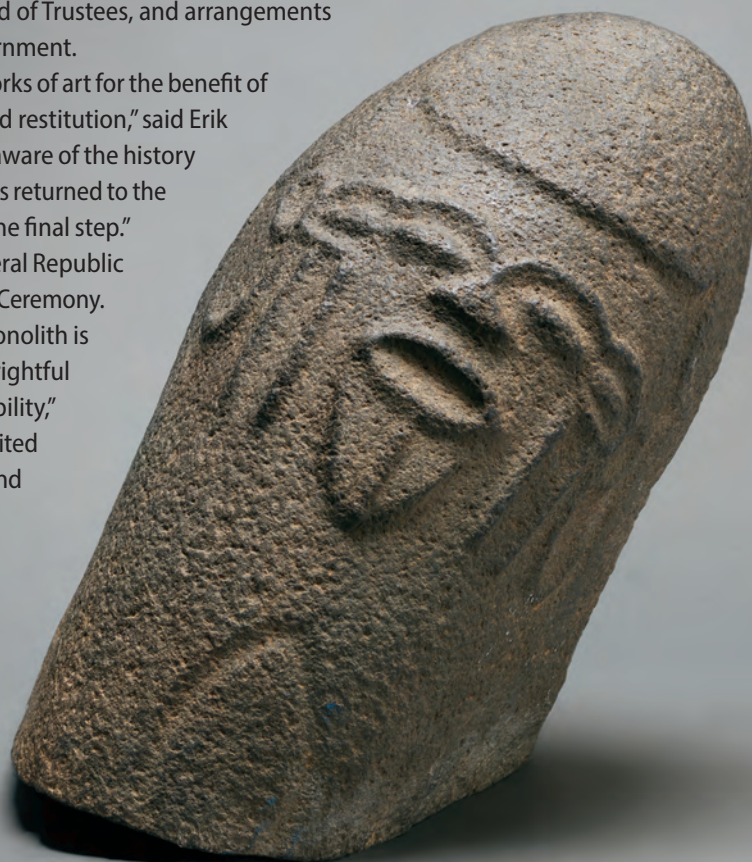 d of Trustees, and arrangements
rnment.
orks of art for the benefit of
d restitution,” said Erik
ware of the history
s returned to the
he final step.”
eral Republic
Ceremony.
onolith is
ightful
bility,”
ited
nd